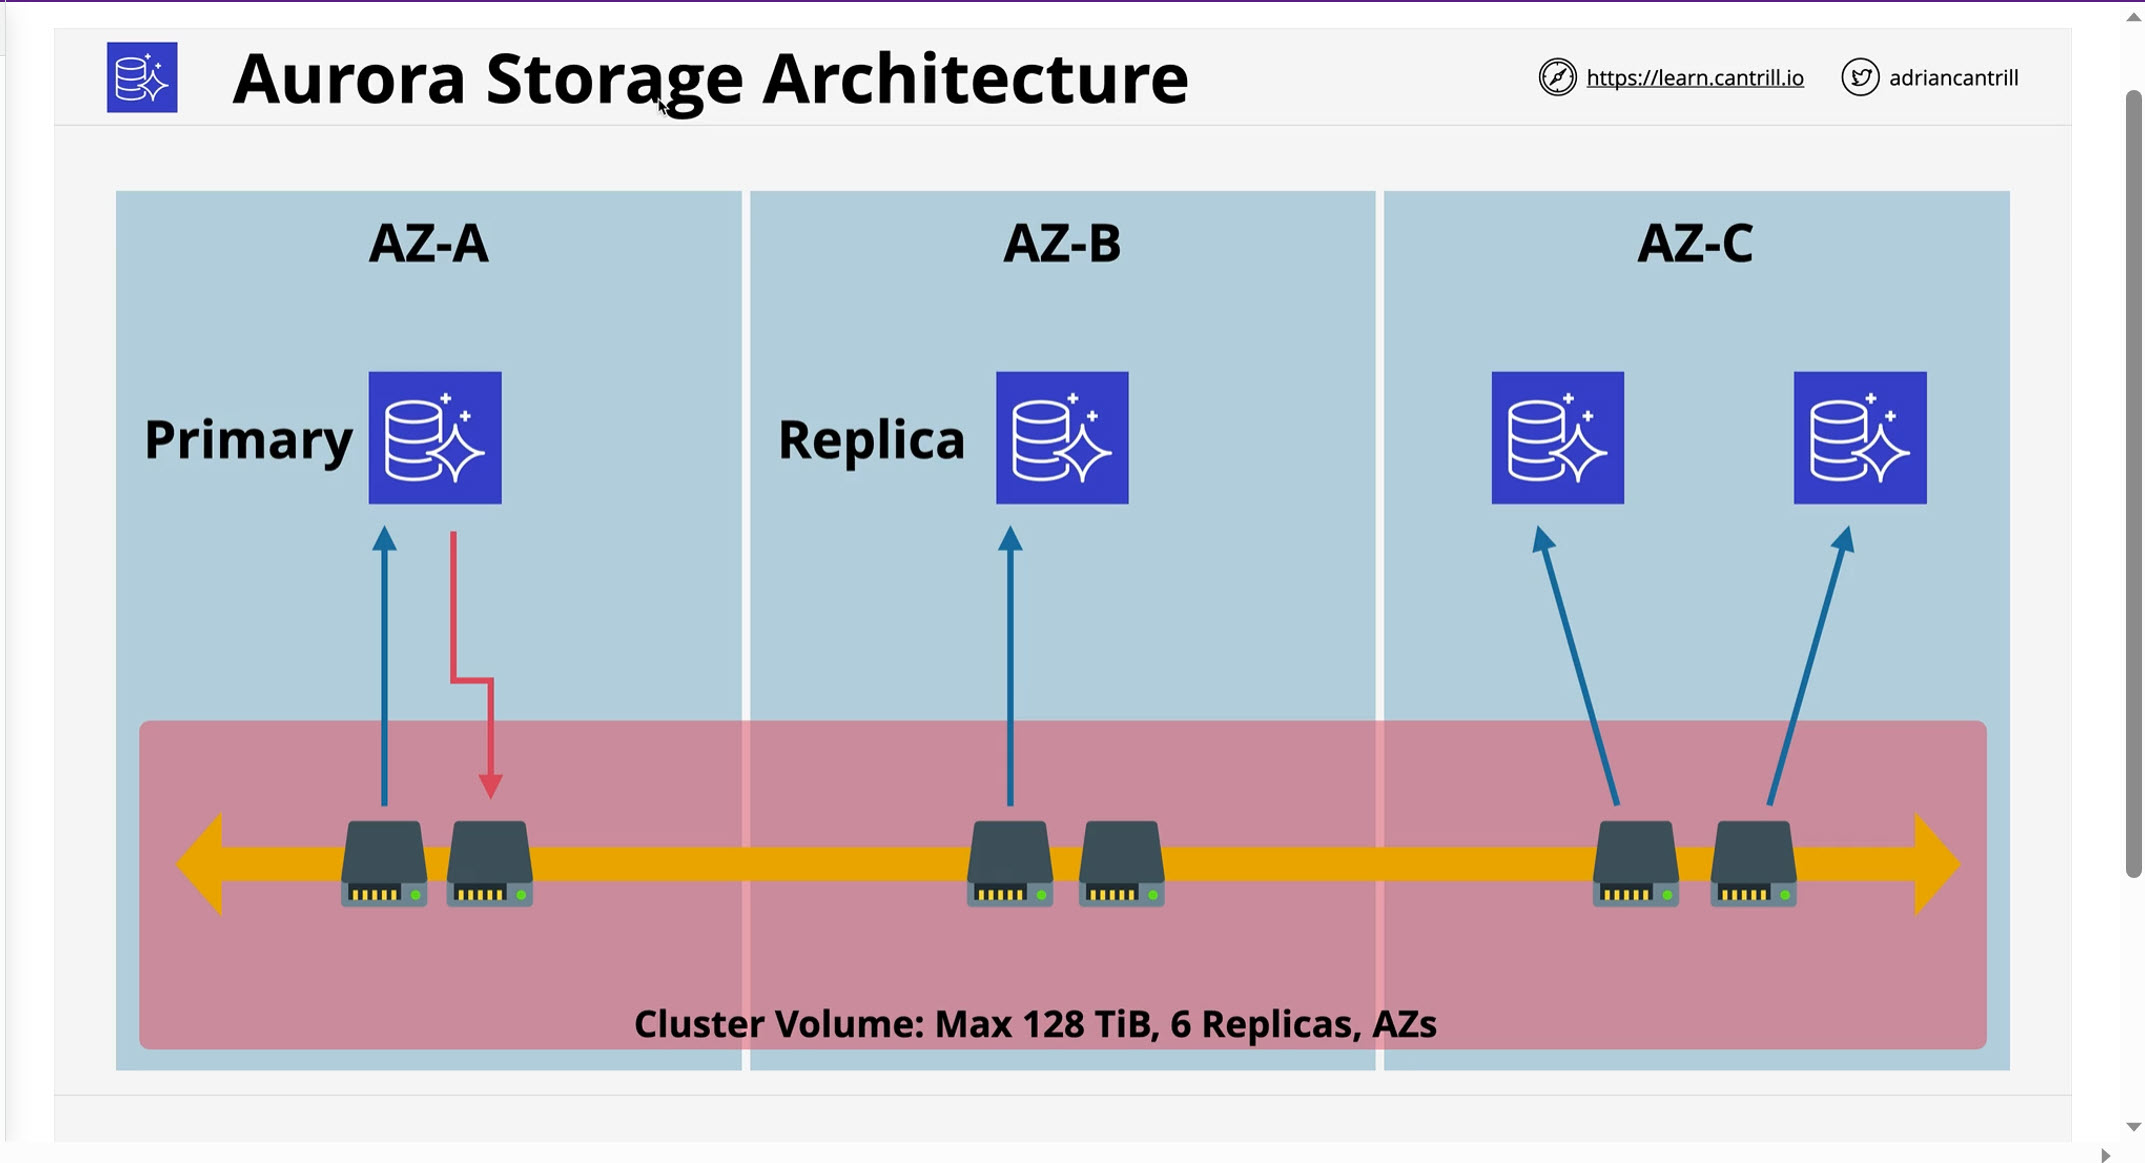 Aurora Storage Architecture
https://learn.cantrill.io
adriancantrill
AZ-A
AZ-B
AZ-C
Primary
Replica
Cluster Volume: Max 128 TiB, 6 Replicas, AZs